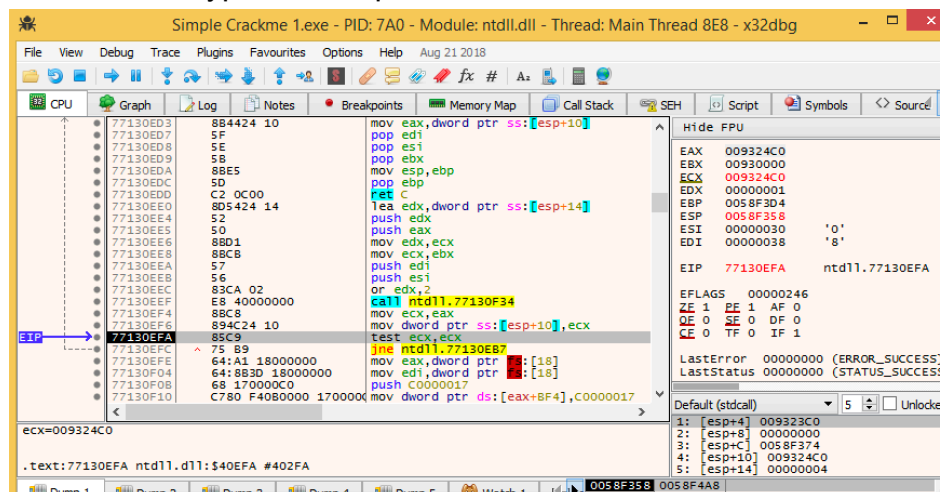 Simple Crackme 1.exe - PID: 7A0 - Module: ntdll.dll - Thread: Main Thread 8E8 - x32dbg
File View Debug Trace Plugins Favourites Options Help Aug 21 2018
CPU Graph Log Notes Breakpoints Memory Map Call Stack SEH Script Symbols Source
77130ED3 8B4424 10 mov eax,dword ptr ss:[esp+10]
77130ED7 5F pop edi
77130ED8 5E pop esi
77130ED9 5B pop ebx
77130EDA 8BE5 mov esp,ebp
77130EDC 5D pop ebp
77130EDD C2 0C00 ret C
77130EE0 8D5424 14 lea edx,dword ptr ss:[esp+14]
77130EE4 52 push edx
77130EE5 50 push eax
77130EE6 8BD1 mov edx,ecx
77130EE8 8BCB mov ecx,ebx
77130EEA 57 push edi
77130EEB 56 push esi
77130EEC 83CA 02 or edx,2
77130EEF E8 40000000 call ntdll.77130F34
77130EF4 8BC8 mov ecx,eax
77130EF6 894C24 10 mov dword ptr ss:[esp+10],ecx
EIP 77130EFA 85C9 test ecx,ecx
77130EFC ^ 75 B9 jne ntdll.77130EB7
77130EFE 64:A1 18000000 mov eax,dword ptr fs:[18]
77130F04 64:8B3D 18000000 mov edi,dword ptr fs:[18]
77130F0B 68 170000C0 push C0000017
77130F10 C780 F40B0000 170000C mov dword ptr ds:[eax+BF4],C0000017
ecx=009324C0
.text:77130EFA ntdll.dll:$40EFA #402FA
Hide FPU
EAX 009324C0
EBX 00930000
ECX 009324C0
EDX 00000001
EBP 0058F3D4
ESP 0058F358
ESI 00000030 '0'
EDI 00000038 '8'
EIP 77130EFA ntdll.77130EFA
EFLAGS 00000246
ZF 1 PF 1 AF 0
OF 0 SF 0 DF 0
CF 0 TF 0 IF 1
LastError 00000000 (ERROR_SUCCESS)
LastStatus 00000000 (STATUS_SUCCESS
Default (stdcall) 5 Unlocke
1: [esp+4] 009323C0
2: [esp+8] 00000000
3: [esp+C] 0058F374
4: [esp+10] 009324C0
5: [esp+14] 00000004
0058F358 0058F4A8